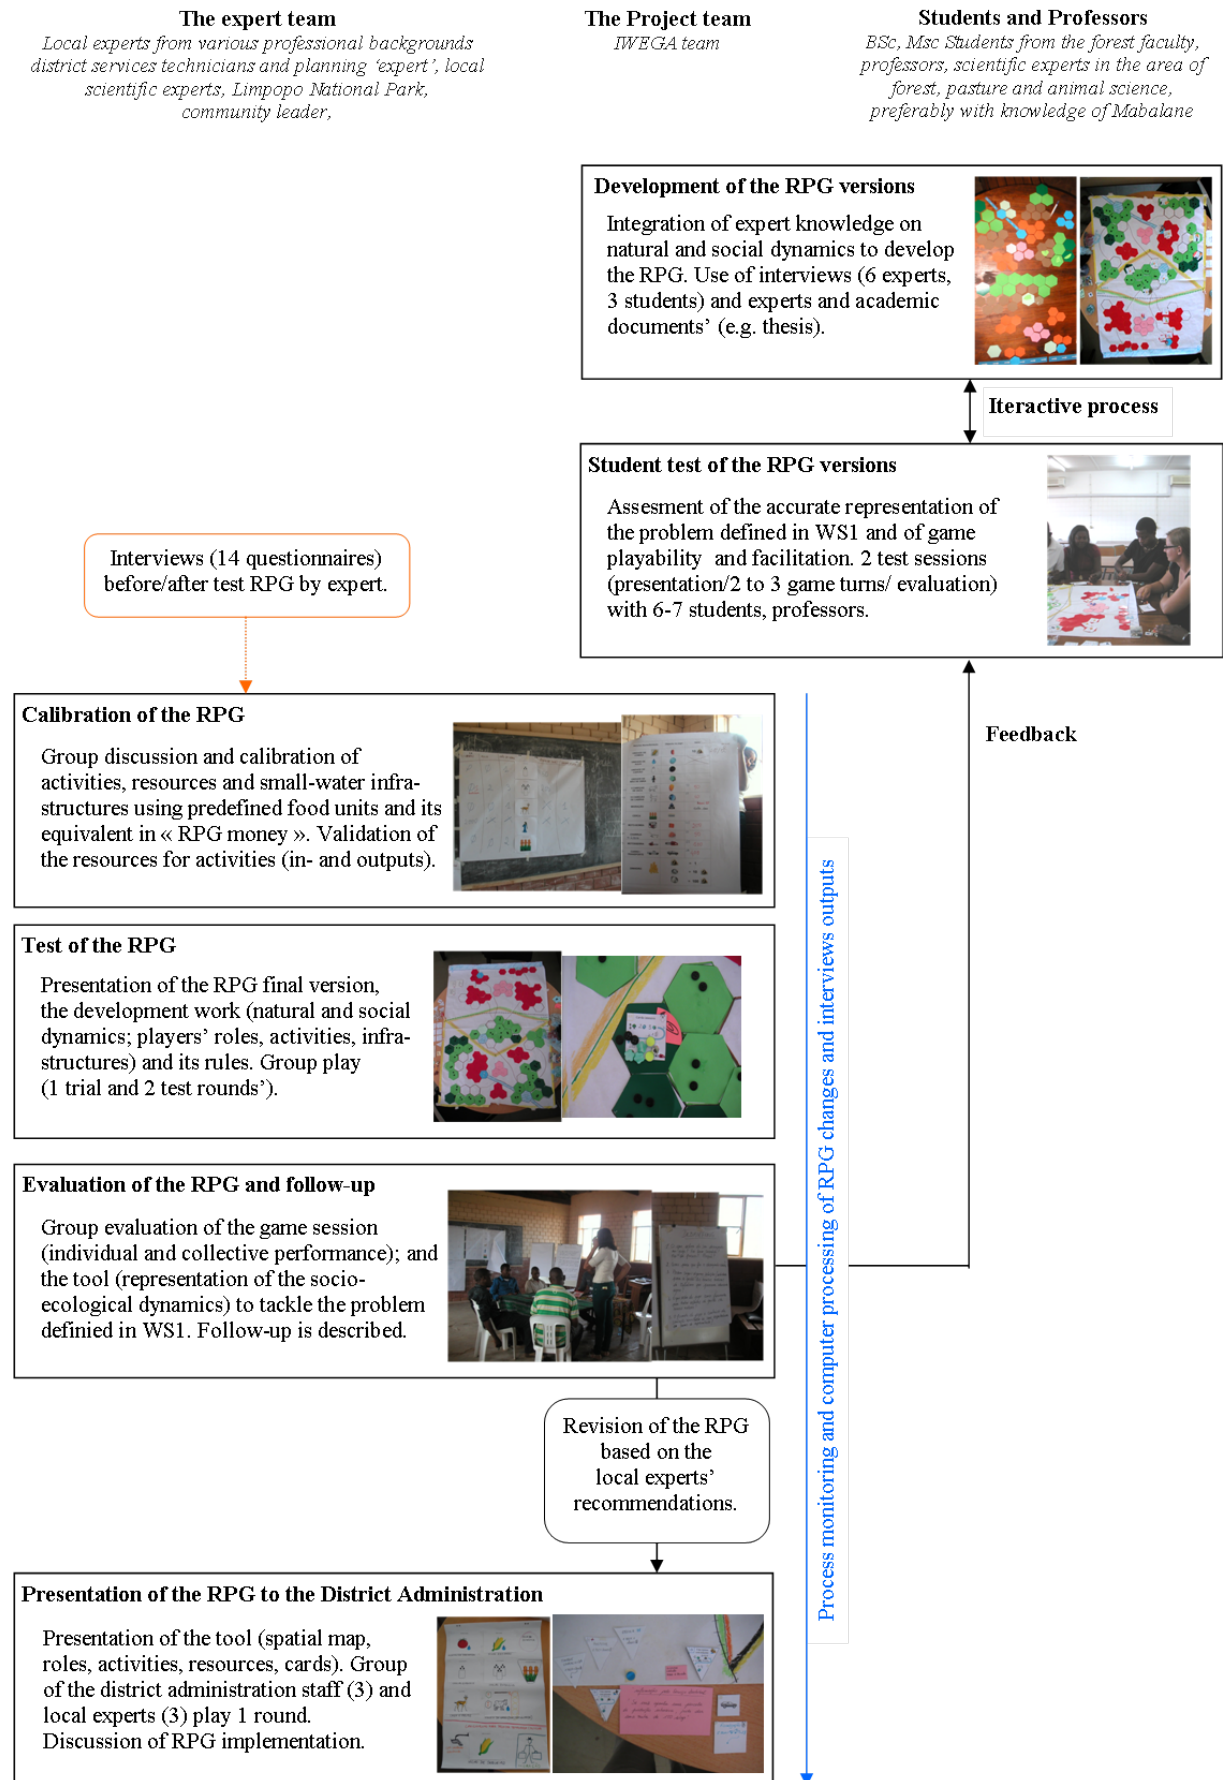 The expert team
Local experts from various professional backgrounds
district services technicians and planning ‘expert’, local
scientific experts, Limpopo National Park,
community leader,
The Project team
IWEGA team
Students and Professors
BSc, Msc Students from the forest faculty,
professors, scientific experts in the area of
forest, pasture and animal science,
preferably with knowledge of Mabalane
Development of the RPG versions
Integration of expert knowledge on
natural and social dynamics to develop
the RPG. Use of interviews (6 experts,
3 students) and experts and academic
documents’ (e.g. thesis).
Iteractive process
Student test of the RPG versions
Assesment of the accurate representation of
the problem defined in WS1 and of game
playability and facilitation. 2 test sessions
(presentation/2 to 3 game turns/ evaluation)
with 6-7 students, professors.
Interviews (14 questionnaires)
before/after test RPG by expert.
Feedback
Calibration of the RPG
Group discussion and calibration of
activities, resources and small-water infra-
structures using predefined food units and its
equivalent in « RPG money ». Validation of
the resources for activities (in- and outputs).
Test of the RPG
Presentation of the RPG final version,
the development work (natural and social
dynamics; players’ roles, activities, infra-
structures) and its rules. Group play
(1 trial and 2 test rounds’).
Process monitoring and computer processing of RPG changes and interviews outputs
Evaluation of the RPG and follow-up
Group evaluation of the game session
(individual and collective performance); and
the tool (representation of the socio-
ecological dynamics) to tackle the problem
definied in WS1. Follow-up is described.
Revision of the RPG
based on the
local experts’
recommendations.
Presentation of the RPG to the District Administration
Presentation of the tool (spatial map,
roles, activities, resources, cards). Group
of the district administration staff (3) and
local experts (3) play 1 round.
Discussion of RPG implementation.